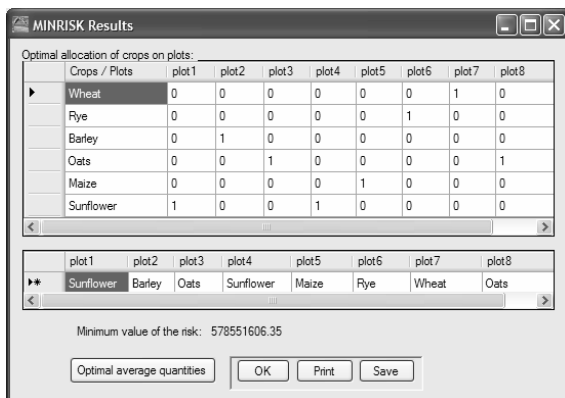 MINRISK Results
Optimal allocation of crops on plots:
Crops / Plots plot1 plot2 plot3 plot4 plot5 plot6 plot7 plot8
Wheat 0 0 0 0 0 0 1 0
Rye 0 0 0 0 0 1 0 0
Barley 0 1 0 0 0 0 0 0
Oats 0 0 1 0 0 0 0 1
Maize 0 0 0 0 1 0 0 0
Sunflower 1 0 0 1 0 0 0 0
plot1 plot2 plot3 plot4 plot5 plot6 plot7 plot8
Sunflower Barley Oats Sunflower Maize Rye Wheat Oats
Minimum value of the risk: 578551606.35
Optimal average quantities OK Print Save